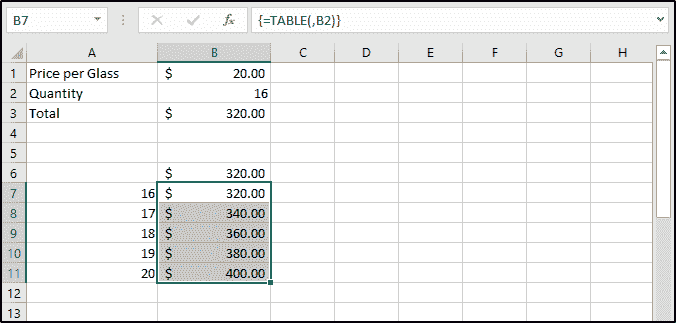 B7 fx {=TABLE(,B2)}
A B C D E F G H
1 Price per Glass $ 20.00
2 Quantity 16
3 Total $ 320.00
4
5
6 $ 320.00
7 16 $ 320.00
8 17 $ 340.00
9 18 $ 360.00
10 19 $ 380.00
11 20 $ 400.00
12
13